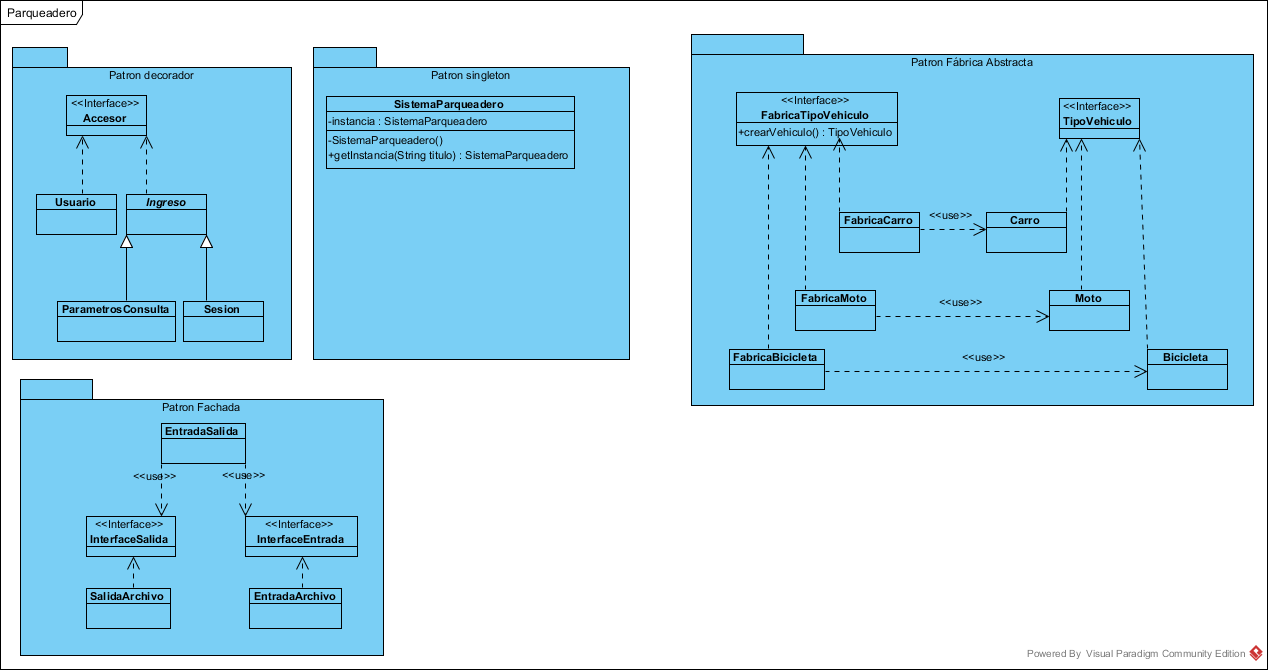 Parqueadero
Patron decorador
<<Interface>>
Accesor
Usuario
Ingreso
ParametrosConsulta
Sesion
Patron singleton
SistemaParqueadero
-instancia : SistemaParqueadero
-SistemaParqueadero()
+getInstancia(String titulo) : SistemaParqueadero
Patron Fábrica Abstracta
<<Interface>>
FabricaTipoVehiculo
+crearVehiculo() : TipoVehiculo
<<Interface>>
TipoVehiculo
FabricaCarro
<<use>>
Carro
FabricaMoto
<<use>>
Moto
FabricaBicicleta
<<use>>
Bicicleta
Patron Fachada
EntradaSalida
<<use>>
<<use>>
<<Interface>>
InterfaceSalida
<<Interface>>
InterfaceEntrada
SalidaArchivo
EntradaArchivo
Powered By Visual Paradigm Community Edition